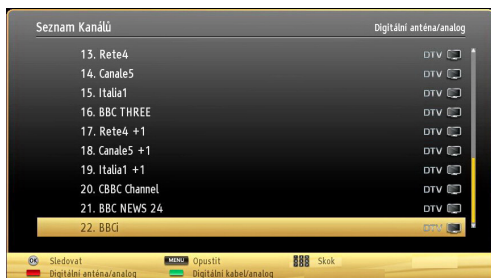 Seznam Kanálů Digitální anténa/analog
13. Rete4 DTV
14. Canale5 DTV
15. Italia1 DTV
16. BBC THREE DTV
17. Rete4 +1 DTV
18. Canale5 +1 DTV
19. Italia1 +1 DTV
20. CBBC Channel DTV
21. BBC NEWS 24 DTV
22. BBCi DTV
OK Sledovat MENU Opustit Skok
Digitální anténa/analog Digitální kabel/analog